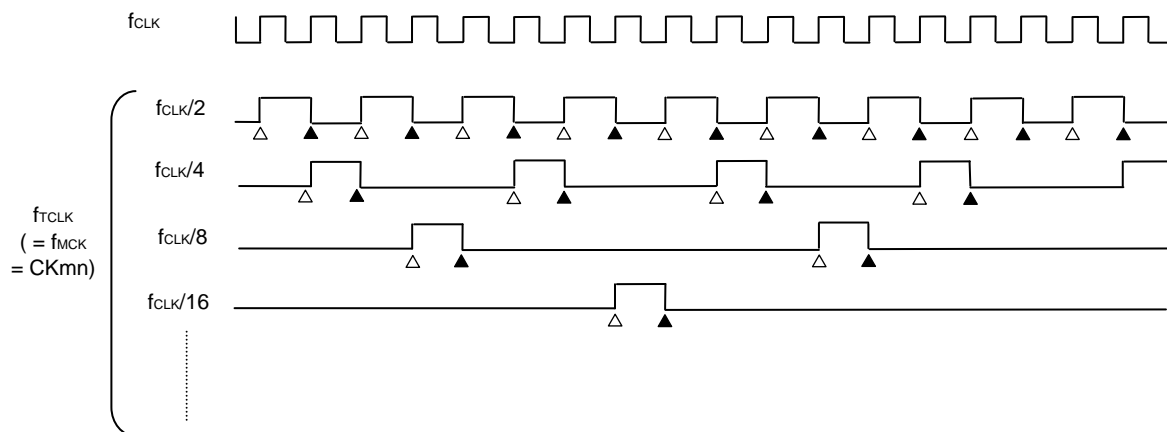 fCLK
fCLK/2
fCLK/4
fTCLK
( = fMCK
= CKmn)
fCLK/8
fCLK/16